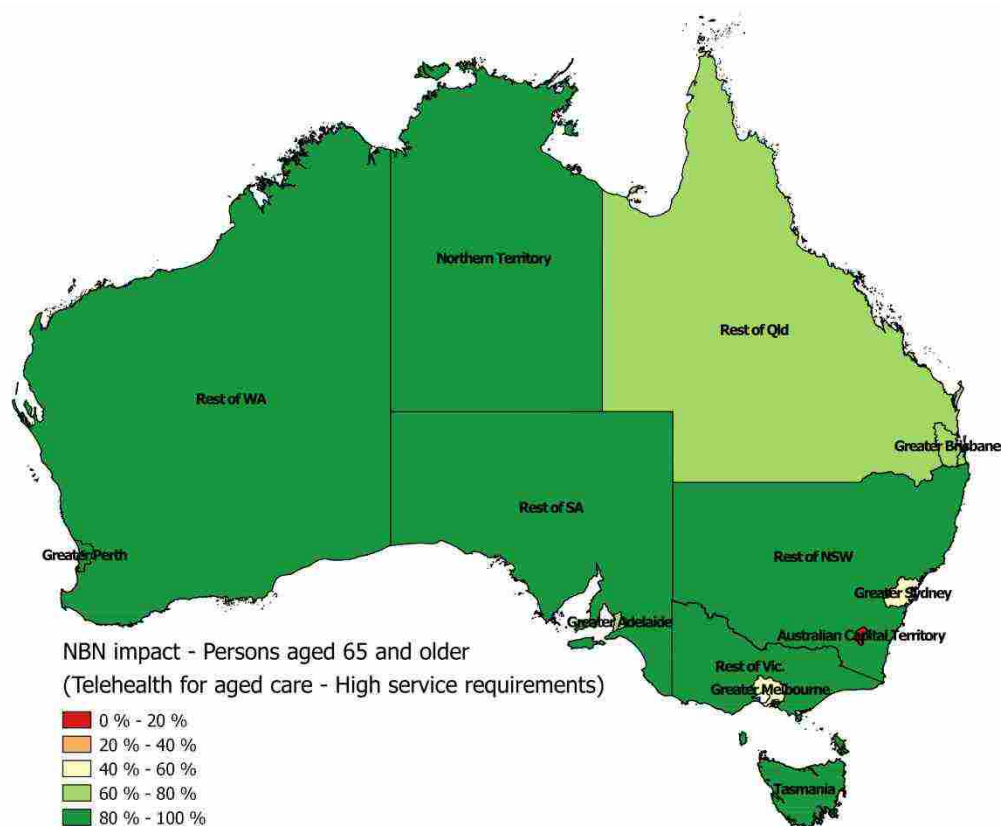 Northern Territory
Rest of Qld
Rest of WA
Greater Brisbane
Rest of SA
Greater Perth
Rest of NSW
Greater Sydney
Greater Adelaide
Australian Capital Territory
Rest of Vic.
Greater Melbourne
Tasmania
NBN impact - Persons aged 65 and older
(Telehealth for aged care - High service requirements)
0 % - 20 %
20 % - 40 %
40 % - 60 %
60 % - 80 %
80 % - 100 %